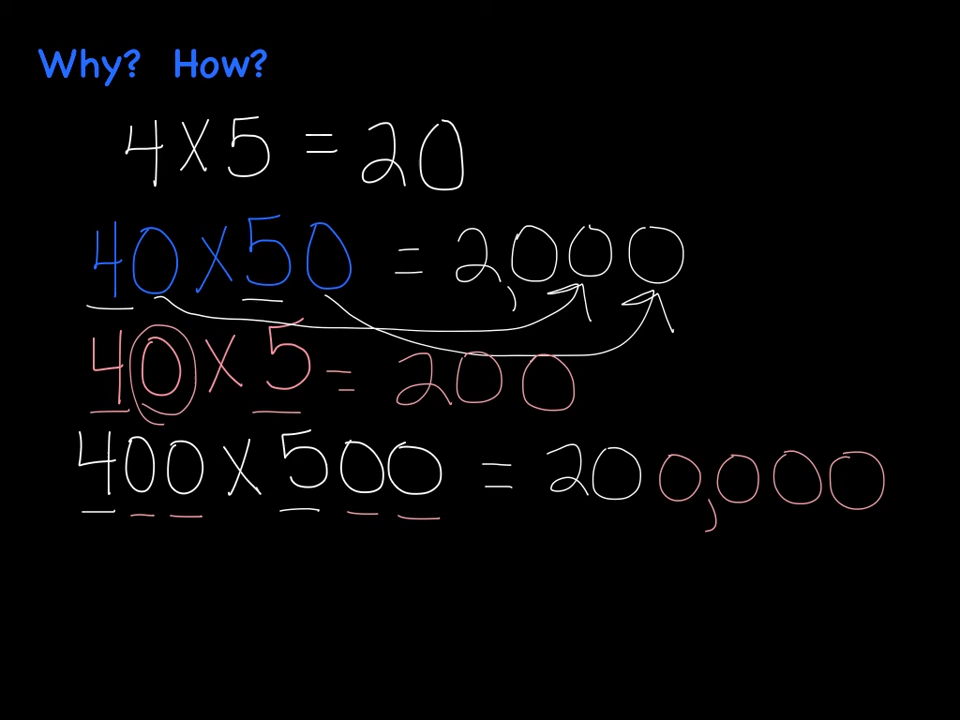 Why? How?
4 x 5 = 20
40 x 50 = 2,000
40 x 5 = 200
400 x 500 = 200,000